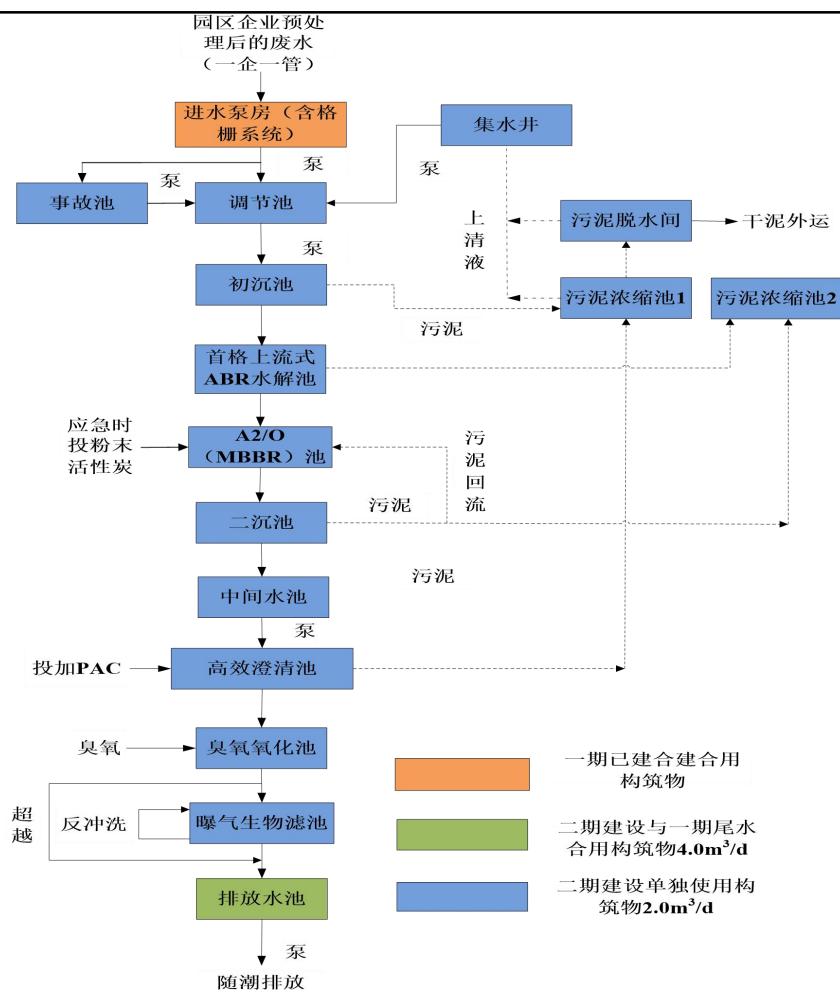 园区企业预处
理后的废水
（一企一管）
进水泵房（含格
栅系统）
集水井
泵
泵
泵
事故池
调节池
上
清
液
污泥脱水间
干泥外运
泵
初沉池
污泥浓缩池1
污泥浓缩池2
污泥
首格上流式
ABR水解池
应急时
投粉末
活性炭
A2/O
（MBBR）池
污
泥
回
流
二沉池
污泥
污泥
中间水池
泵
投加PAC
高效澄清池
臭氧
臭氧氧化池
一期已建合建合用
构筑物
超
越
反冲洗
曝气生物滤池
二期建设与一期尾水
合用构筑物4.0m³/d
排放水池
二期建设单独使用构
筑物2.0m³/d
泵
随潮排放